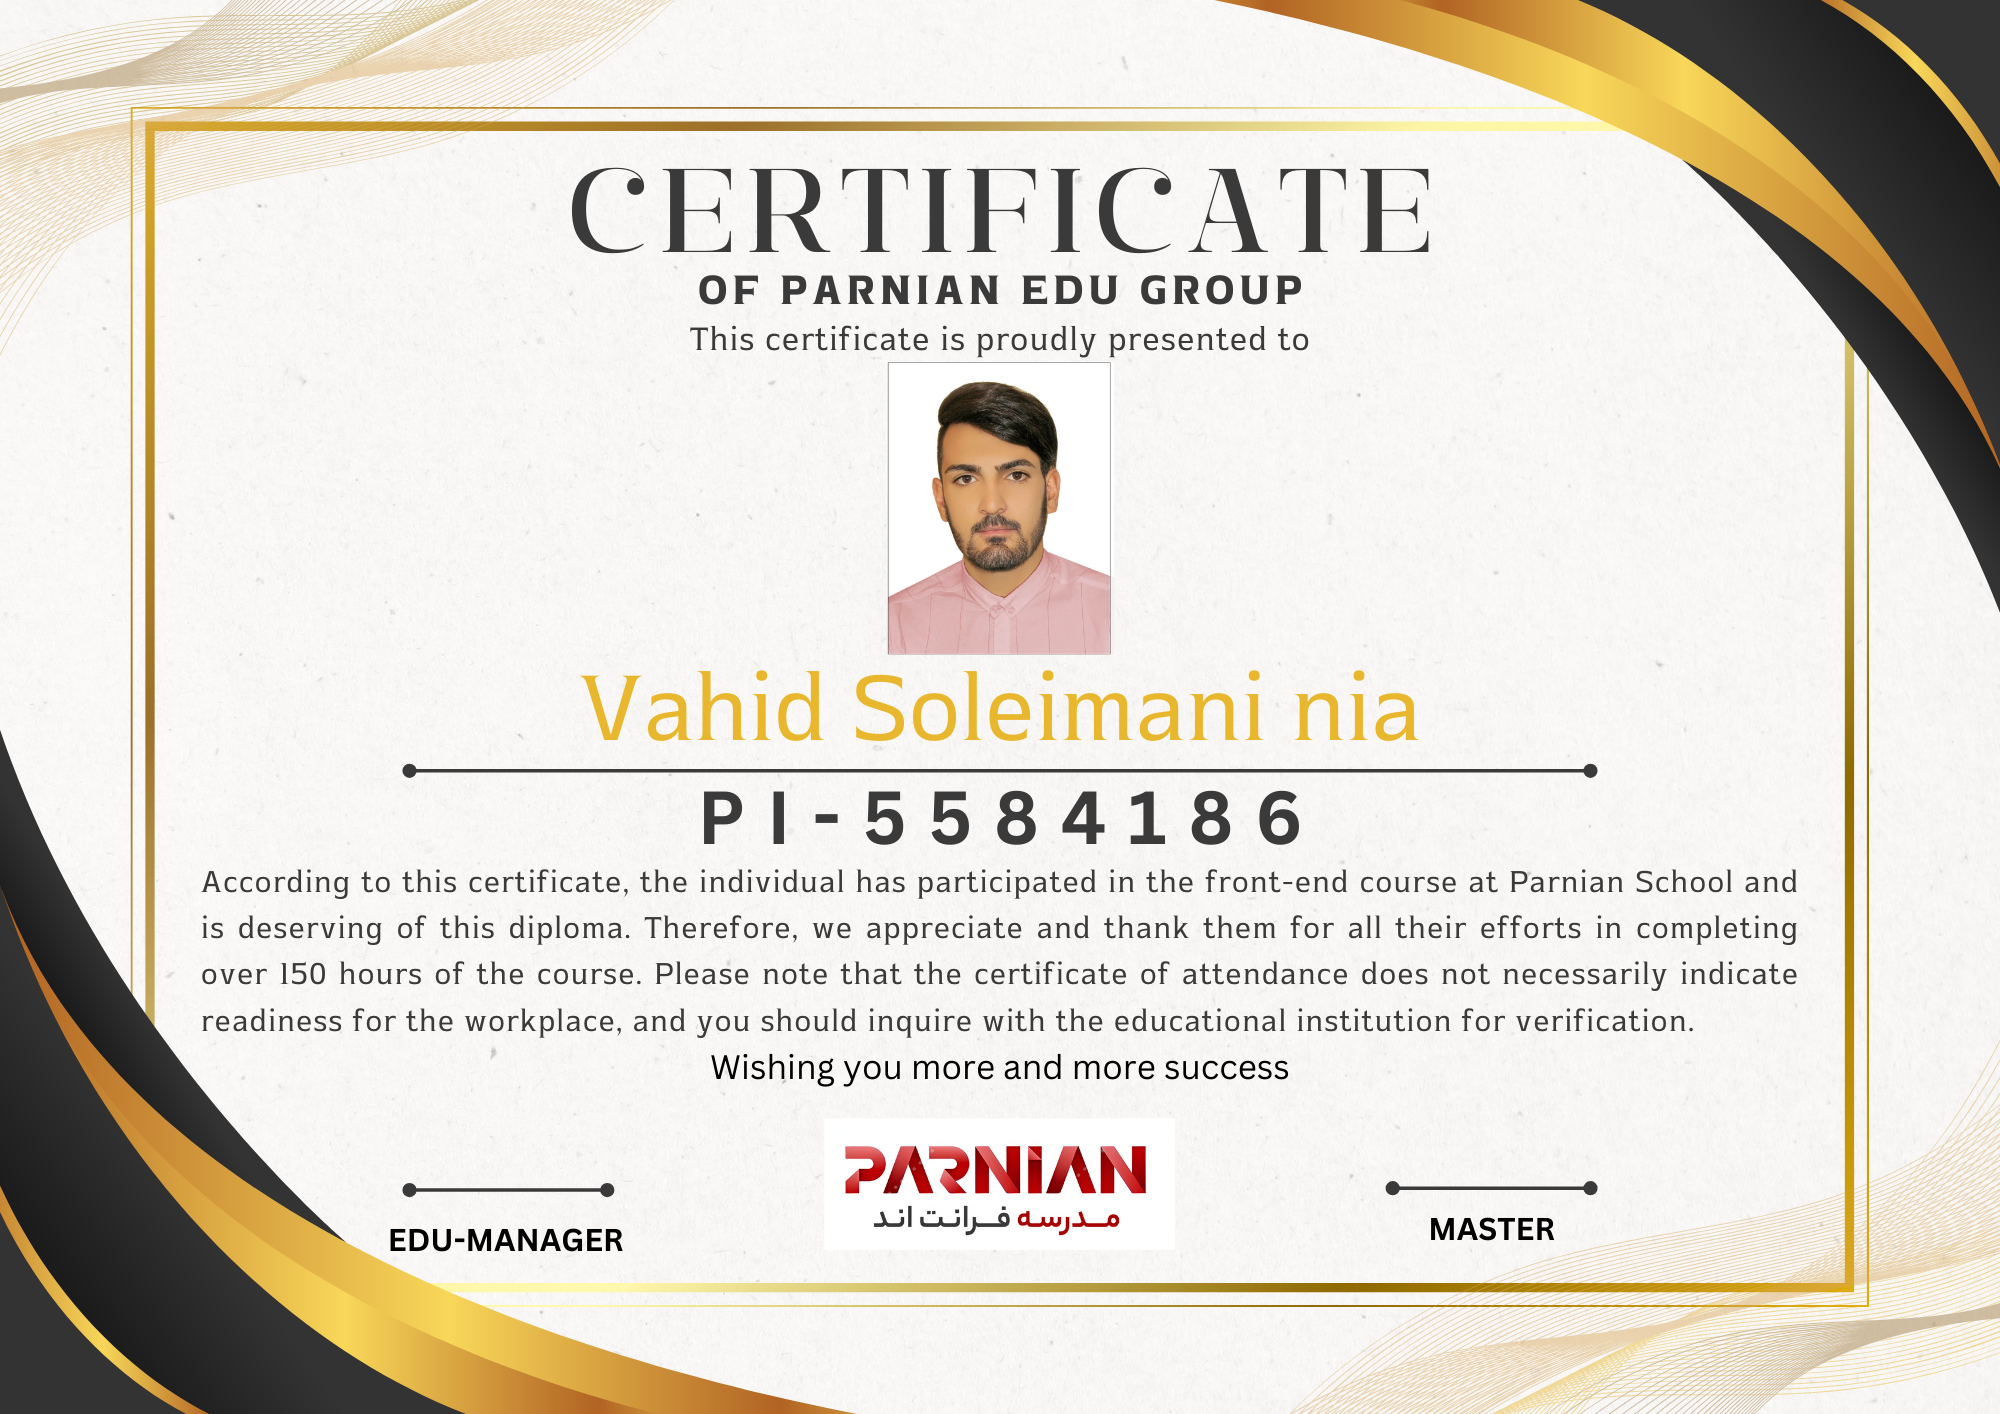 CERTIFICATE
OF PARNIAN EDU GROUP
This certificate is proudly presented to
Vahid Soleimani nia
PI-5584186
According to this certificate, the individual has participated in the front-end course at Parnian School and
is deserving of this diploma. Therefore, we appreciate and thank them for all their efforts in completing
over 150 hours of the course. Please note that the certificate of attendance does not necessarily indicate
readiness for the workplace, and you should inquire with the educational institution for verification.
Wishing you more and more success
PARNiAN
مـدرسه فـرانت اند
EDU-MANAGER
MASTER